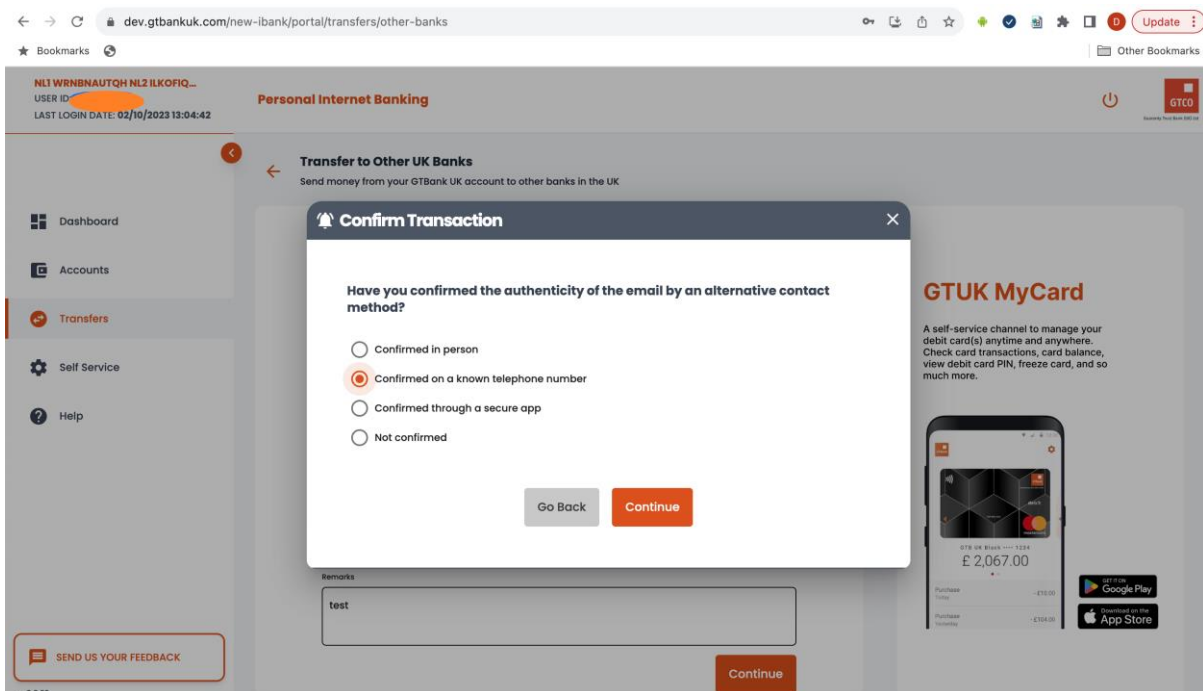 dev.gtbankuk.com/new-ibank/portal/transfers/other-banks
D
Update
Bookmarks
Other Bookmarks
NL1 WRNBNAUTQH NL2 ILKOFIQ...
USER ID:
LAST LOGIN DATE: 02/10/2023 13:04:42
Personal Internet Banking
GTCO
Transfer to Other UK Banks
Send money from your GTBank UK account to other banks in the UK
Dashboard
Accounts
Transfers
Self Service
Help
SEND US YOUR FEEDBACK
Confirm Transaction
Have you confirmed the authenticity of the email by an alternative contact
method?
Confirmed in person
Confirmed on a known telephone number
Confirmed through a secure app
Not confirmed
Go Back
Continue
Remarks
test
Continue
GTUK MyCard
A self-service channel to manage your
debit card(s) anytime and anywhere.
Check card transactions, card balance,
view debit card PIN, freeze card, and so
much more.
£ 2,067.00
Purchase
Today
Purchase
Yesterday
GET IT ON
Google Play
Download on the
App Store